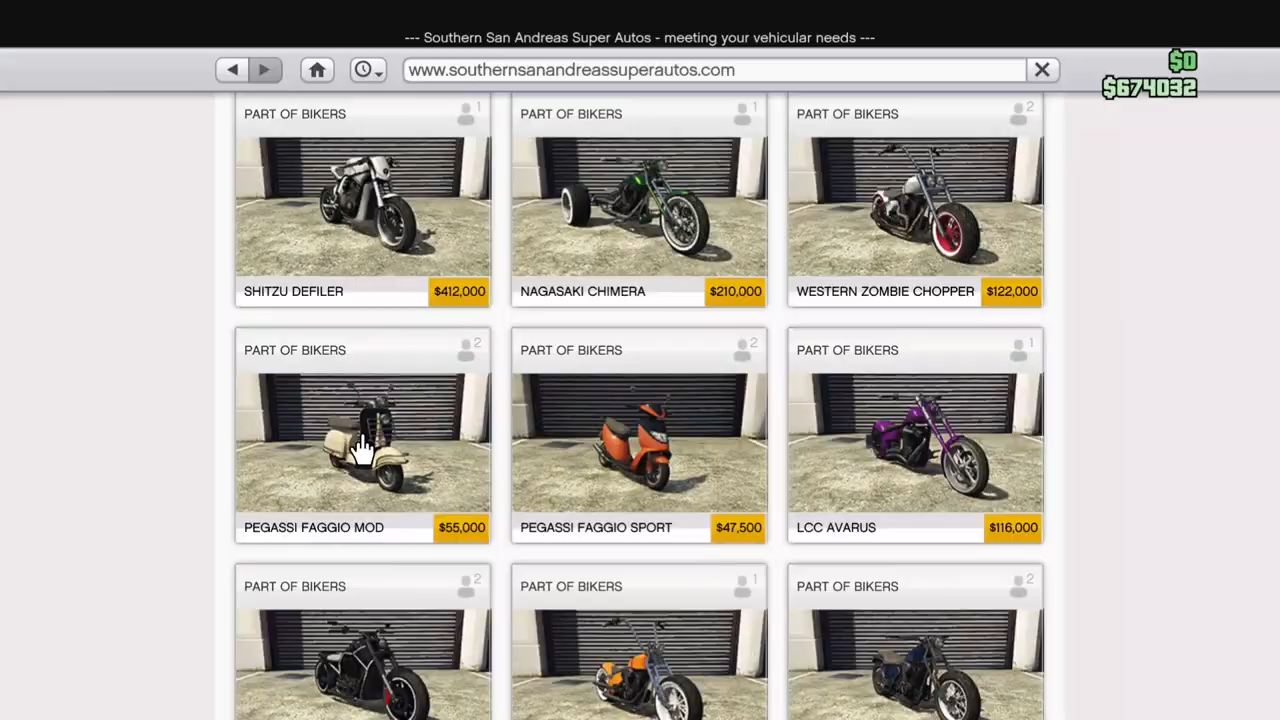 --- Southern San Andreas Super Autos - meeting your vehicular needs ---
www.southernsanandreassuperautos.com
$0
$674032
PART OF BIKERS 1
PART OF BIKERS 1
PART OF BIKERS 2
SHITZU DEFILER $412,000
NAGASAKI CHIMERA $210,000
WESTERN ZOMBIE CHOPPER $122,000
PART OF BIKERS 2
PART OF BIKERS 2
PART OF BIKERS 1
PEGASSI FAGGIO MOD $55,000
PEGASSI FAGGIO SPORT $47,500
LCC AVARUS $116,000
PART OF BIKERS 2
PART OF BIKERS 1
PART OF BIKERS 2